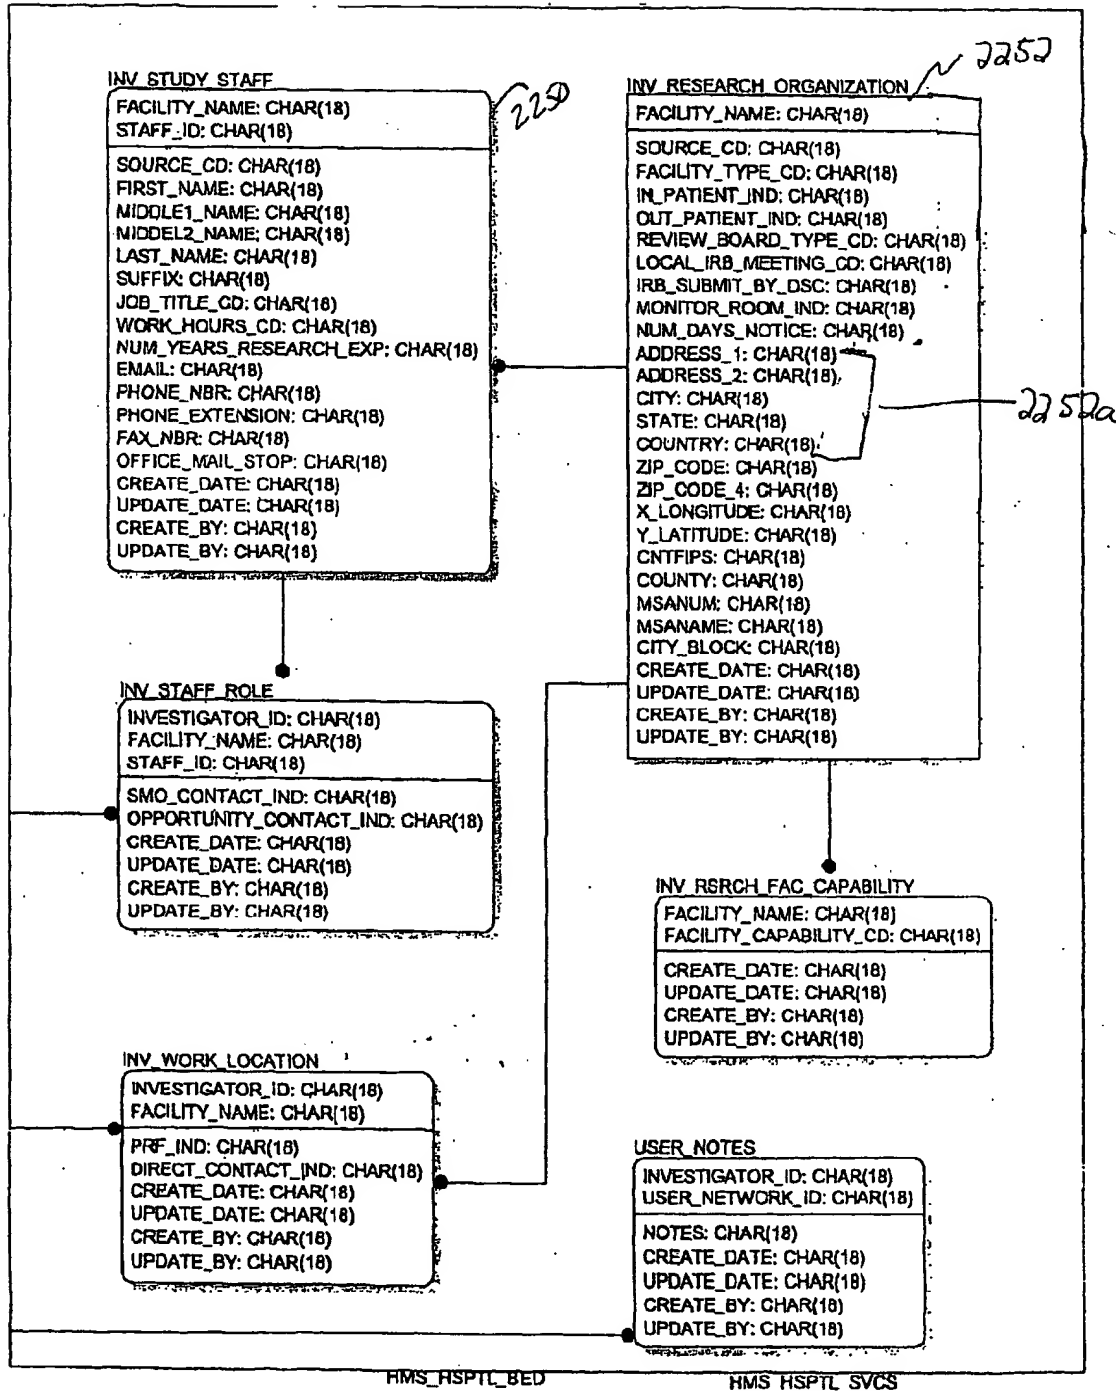 INV_STUDY_STAFF
2250
FACILITY_NAME: CHAR(18)
STAFF_ID: CHAR(18)
SOURCE_CD: CHAR(18)
FIRST_NAME: CHAR(18)
MIDDLE1_NAME: CHAR(18)
MIDDEL2_NAME: CHAR(18)
LAST_NAME: CHAR(18)
SUFFIX: CHAR(18)
JOB_TITLE_CD: CHAR(18)
WORK_HOURS_CD: CHAR(18)
NUM_YEARS_RESEARCH_EXP: CHAR(18)
EMAIL: CHAR(18)
PHONE_NBR: CHAR(18)
PHONE_EXTENSION: CHAR(18)
FAX_NBR: CHAR(18)
OFFICE_MAIL_STOP: CHAR(18)
CREATE_DATE: CHAR(18)
UPDATE_DATE: CHAR(18)
CREATE_BY: CHAR(18)
UPDATE_BY: CHAR(18)
INV_RESEARCH_ORGANIZATION
2252
FACILITY_NAME: CHAR(18)
SOURCE_CD: CHAR(18)
FACILITY_TYPE_CD: CHAR(18)
IN_PATIENT_IND: CHAR(18)
OUT_PATIENT_IND: CHAR(18)
REVIEW_BOARD_TYPE_CD: CHAR(18)
LOCAL_IRB_MEETING_CD: CHAR(18)
IRB_SUBMIT_BY_DSC: CHAR(18)
MONITOR_ROOM_IND: CHAR(18)
NUM_DAYS_NOTICE: CHAR(18)
ADDRESS_1: CHAR(18)
ADDRESS_2: CHAR(18)
CITY: CHAR(18)
STATE: CHAR(18)
COUNTRY: CHAR(18)
2252a
ZIP_CODE: CHAR(18)
ZIP_CODE_4: CHAR(18)
X_LONGITUDE: CHAR(18)
Y_LATITUDE: CHAR(18)
CNTFIPS: CHAR(18)
COUNTY: CHAR(18)
MSANUM: CHAR(18)
MSANAME: CHAR(18)
CITY_BLOCK: CHAR(18)
CREATE_DATE: CHAR(18)
UPDATE_DATE: CHAR(18)
CREATE_BY: CHAR(18)
UPDATE_BY: CHAR(18)
INV_STAFF_ROLE
INVESTIGATOR_ID: CHAR(18)
FACILITY_NAME: CHAR(18)
STAFF_ID: CHAR(18)
SMO_CONTACT_IND: CHAR(18)
OPPORTUNITY_CONTACT_IND: CHAR(18)
CREATE_DATE: CHAR(18)
UPDATE_DATE: CHAR(18)
CREATE_BY: CHAR(18)
UPDATE_BY: CHAR(18)
INV_RSRCH_FAC_CAPABILITY
FACILITY_NAME: CHAR(18)
FACILITY_CAPABILITY_CD: CHAR(18)
CREATE_DATE: CHAR(18)
UPDATE_DATE: CHAR(18)
CREATE_BY: CHAR(18)
UPDATE_BY: CHAR(18)
INV_WORK_LOCATION
INVESTIGATOR_ID: CHAR(18)
FACILITY_NAME: CHAR(18)
PRF_IND: CHAR(18)
DIRECT_CONTACT_IND: CHAR(18)
CREATE_DATE: CHAR(18)
UPDATE_DATE: CHAR(18)
CREATE_BY: CHAR(18)
UPDATE_BY: CHAR(18)
USER_NOTES
INVESTIGATOR_ID: CHAR(18)
USER_NETWORK_ID: CHAR(18)
NOTES: CHAR(18)
CREATE_DATE: CHAR(18)
UPDATE_DATE: CHAR(18)
CREATE_BY: CHAR(18)
UPDATE_BY: CHAR(18)
HMS_HSPTL_BED
HMS_HSPTL_SVCS